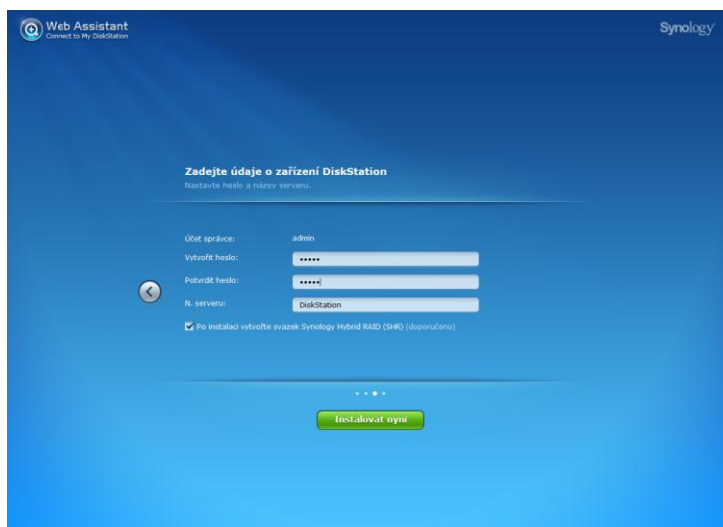 Web Assistant
Connect to My DiskStation
Synology
Zadejte údaje o zařízení DiskStation
Nastavte heslo a název serveru.
Účet správce: admin
Vytvořit heslo: •••••
Potvrdit heslo: •••••
N. serveru: DiskStation
Po instalaci vytvořte svazek Synology Hybrid RAID (SHR) (doporučeno)
Instalovat nyní